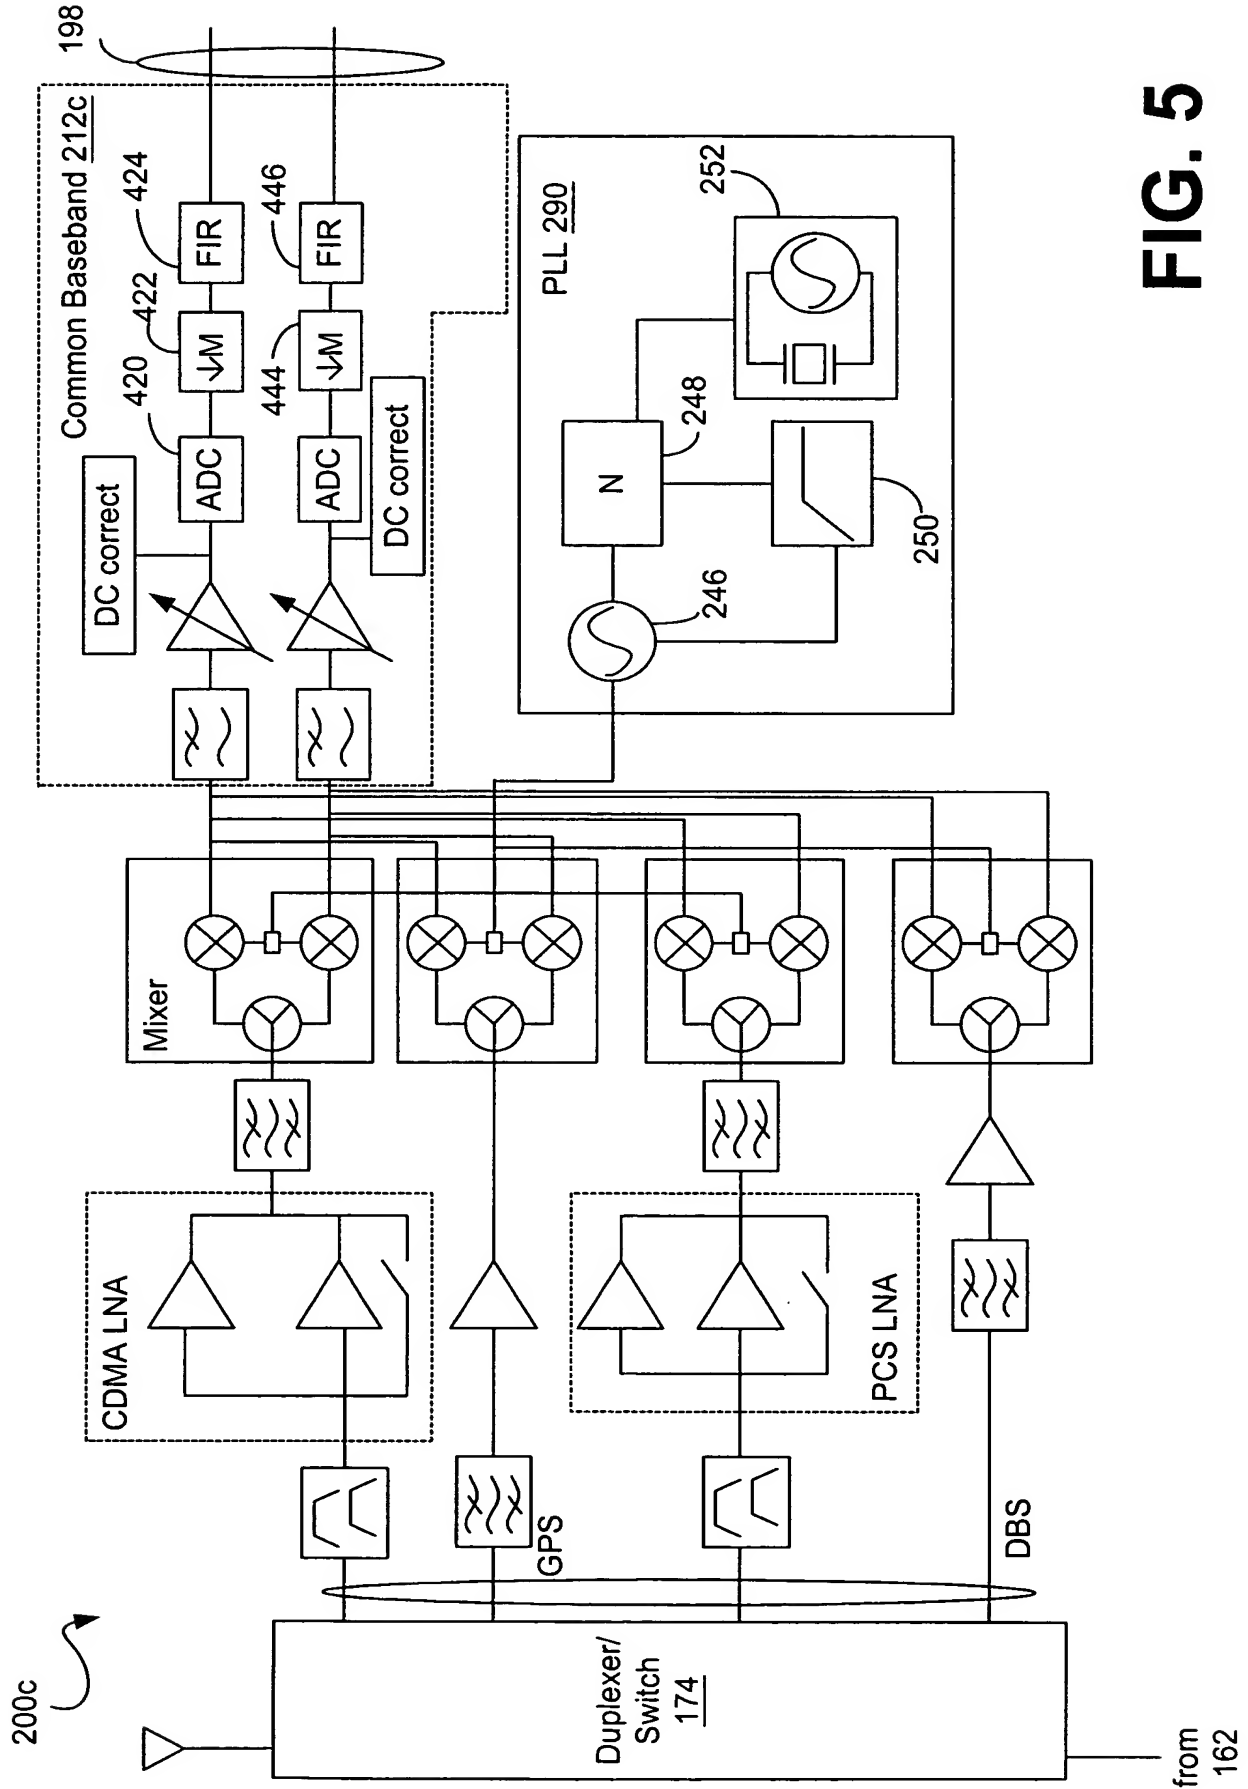 200c
Duplexer/
Switch
174
from
162
GPS
DBS
CDMA LNA
PCS LNA
Mixer
Common Baseband 212c
DC correct
DC correct
420
422
424
ADC
M
FIR
444
446
ADC
M
FIR
198
PLL 290
N
246
248
250
252
FIG. 5